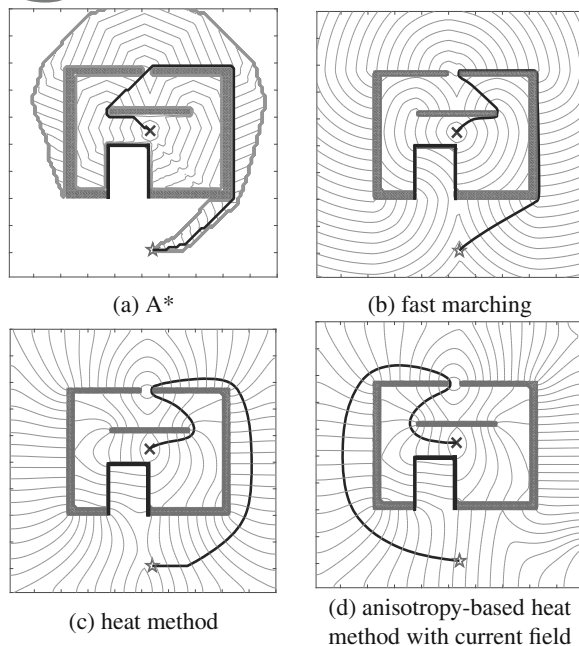 (a) A*
(b) fast marching
(c) heat method
(d) anisotropy-based heat
method with current field